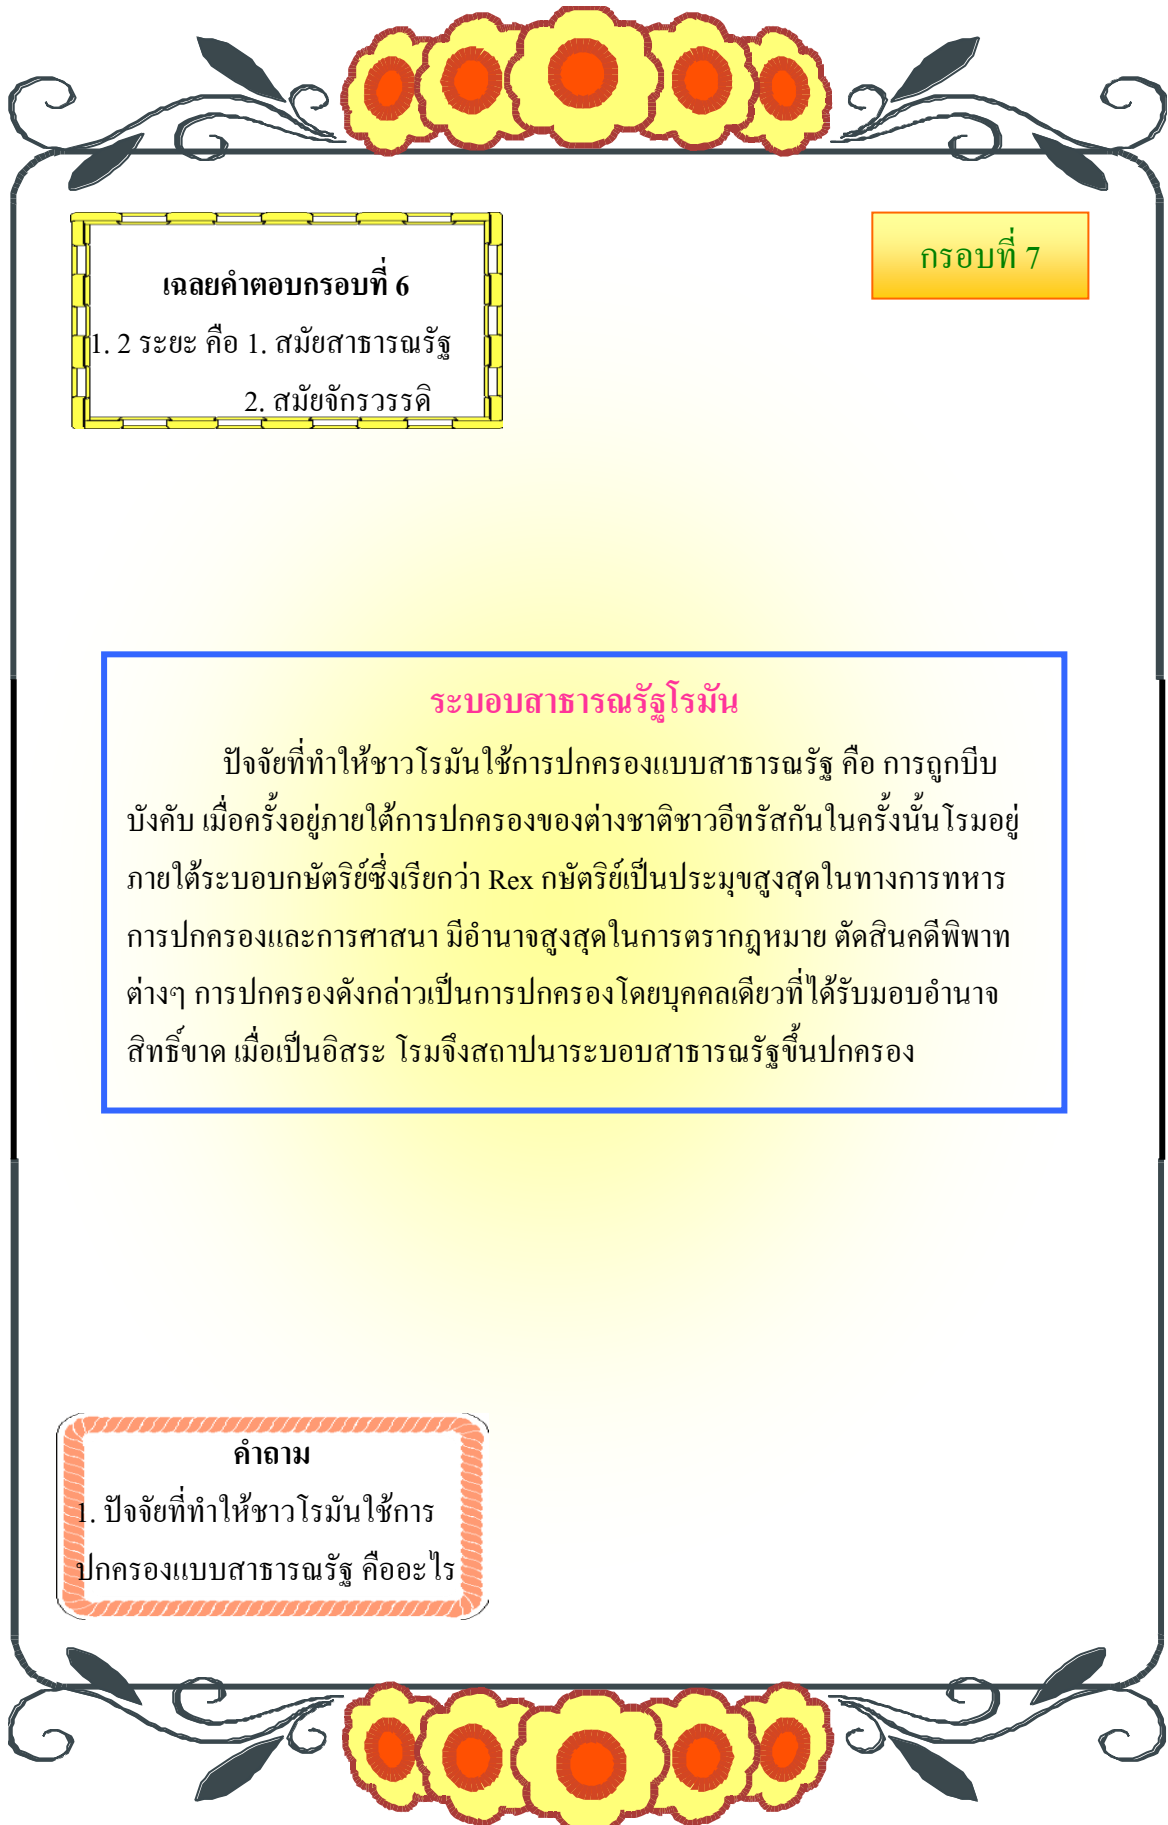 กรอบที่ 7
เฉลยคำตอบกรอบที่ 6
1. 2 ระยะ คือ 1. สมัยสาธารณรัฐ
2. สมัยจักรวรรดิ
ระบอบสาธารณรัฐโรมัน
ปัจจัยที่ทำให้ชาวโรมันใช้การปกครองแบบสาธารณรัฐ คือ การถูกบีบ
บังคับ เมื่อครั้งอยู่ภายใต้การปกครองของต่างชาติชาวอีทรัสกันในครั้งนั้นโรมอยู่
ภายใต้ระบอบกษัตริย์ซึ่งเรียกว่า Rex กษัตริย์เป็นประมุขสูงสุดในทางการทหาร
การปกครองและการศาสนา มีอำนาจสูงสุดในการตรากฎหมาย ตัดสินคดีพิพาท
ต่างๆ การปกครองดังกล่าวเป็นการปกครองโดยบุคคลเดียวที่ได้รับมอบอำนาจ
สิทธิ์ขาด เมื่อเป็นอิสระ โรมจึงสถาปนาระบอบสาธารณรัฐขึ้นปกครอง
คำถาม
1. ปัจจัยที่ทำให้ชาวโรมันใช้การ
ปกครองแบบสาธารณรัฐ คืออะไร